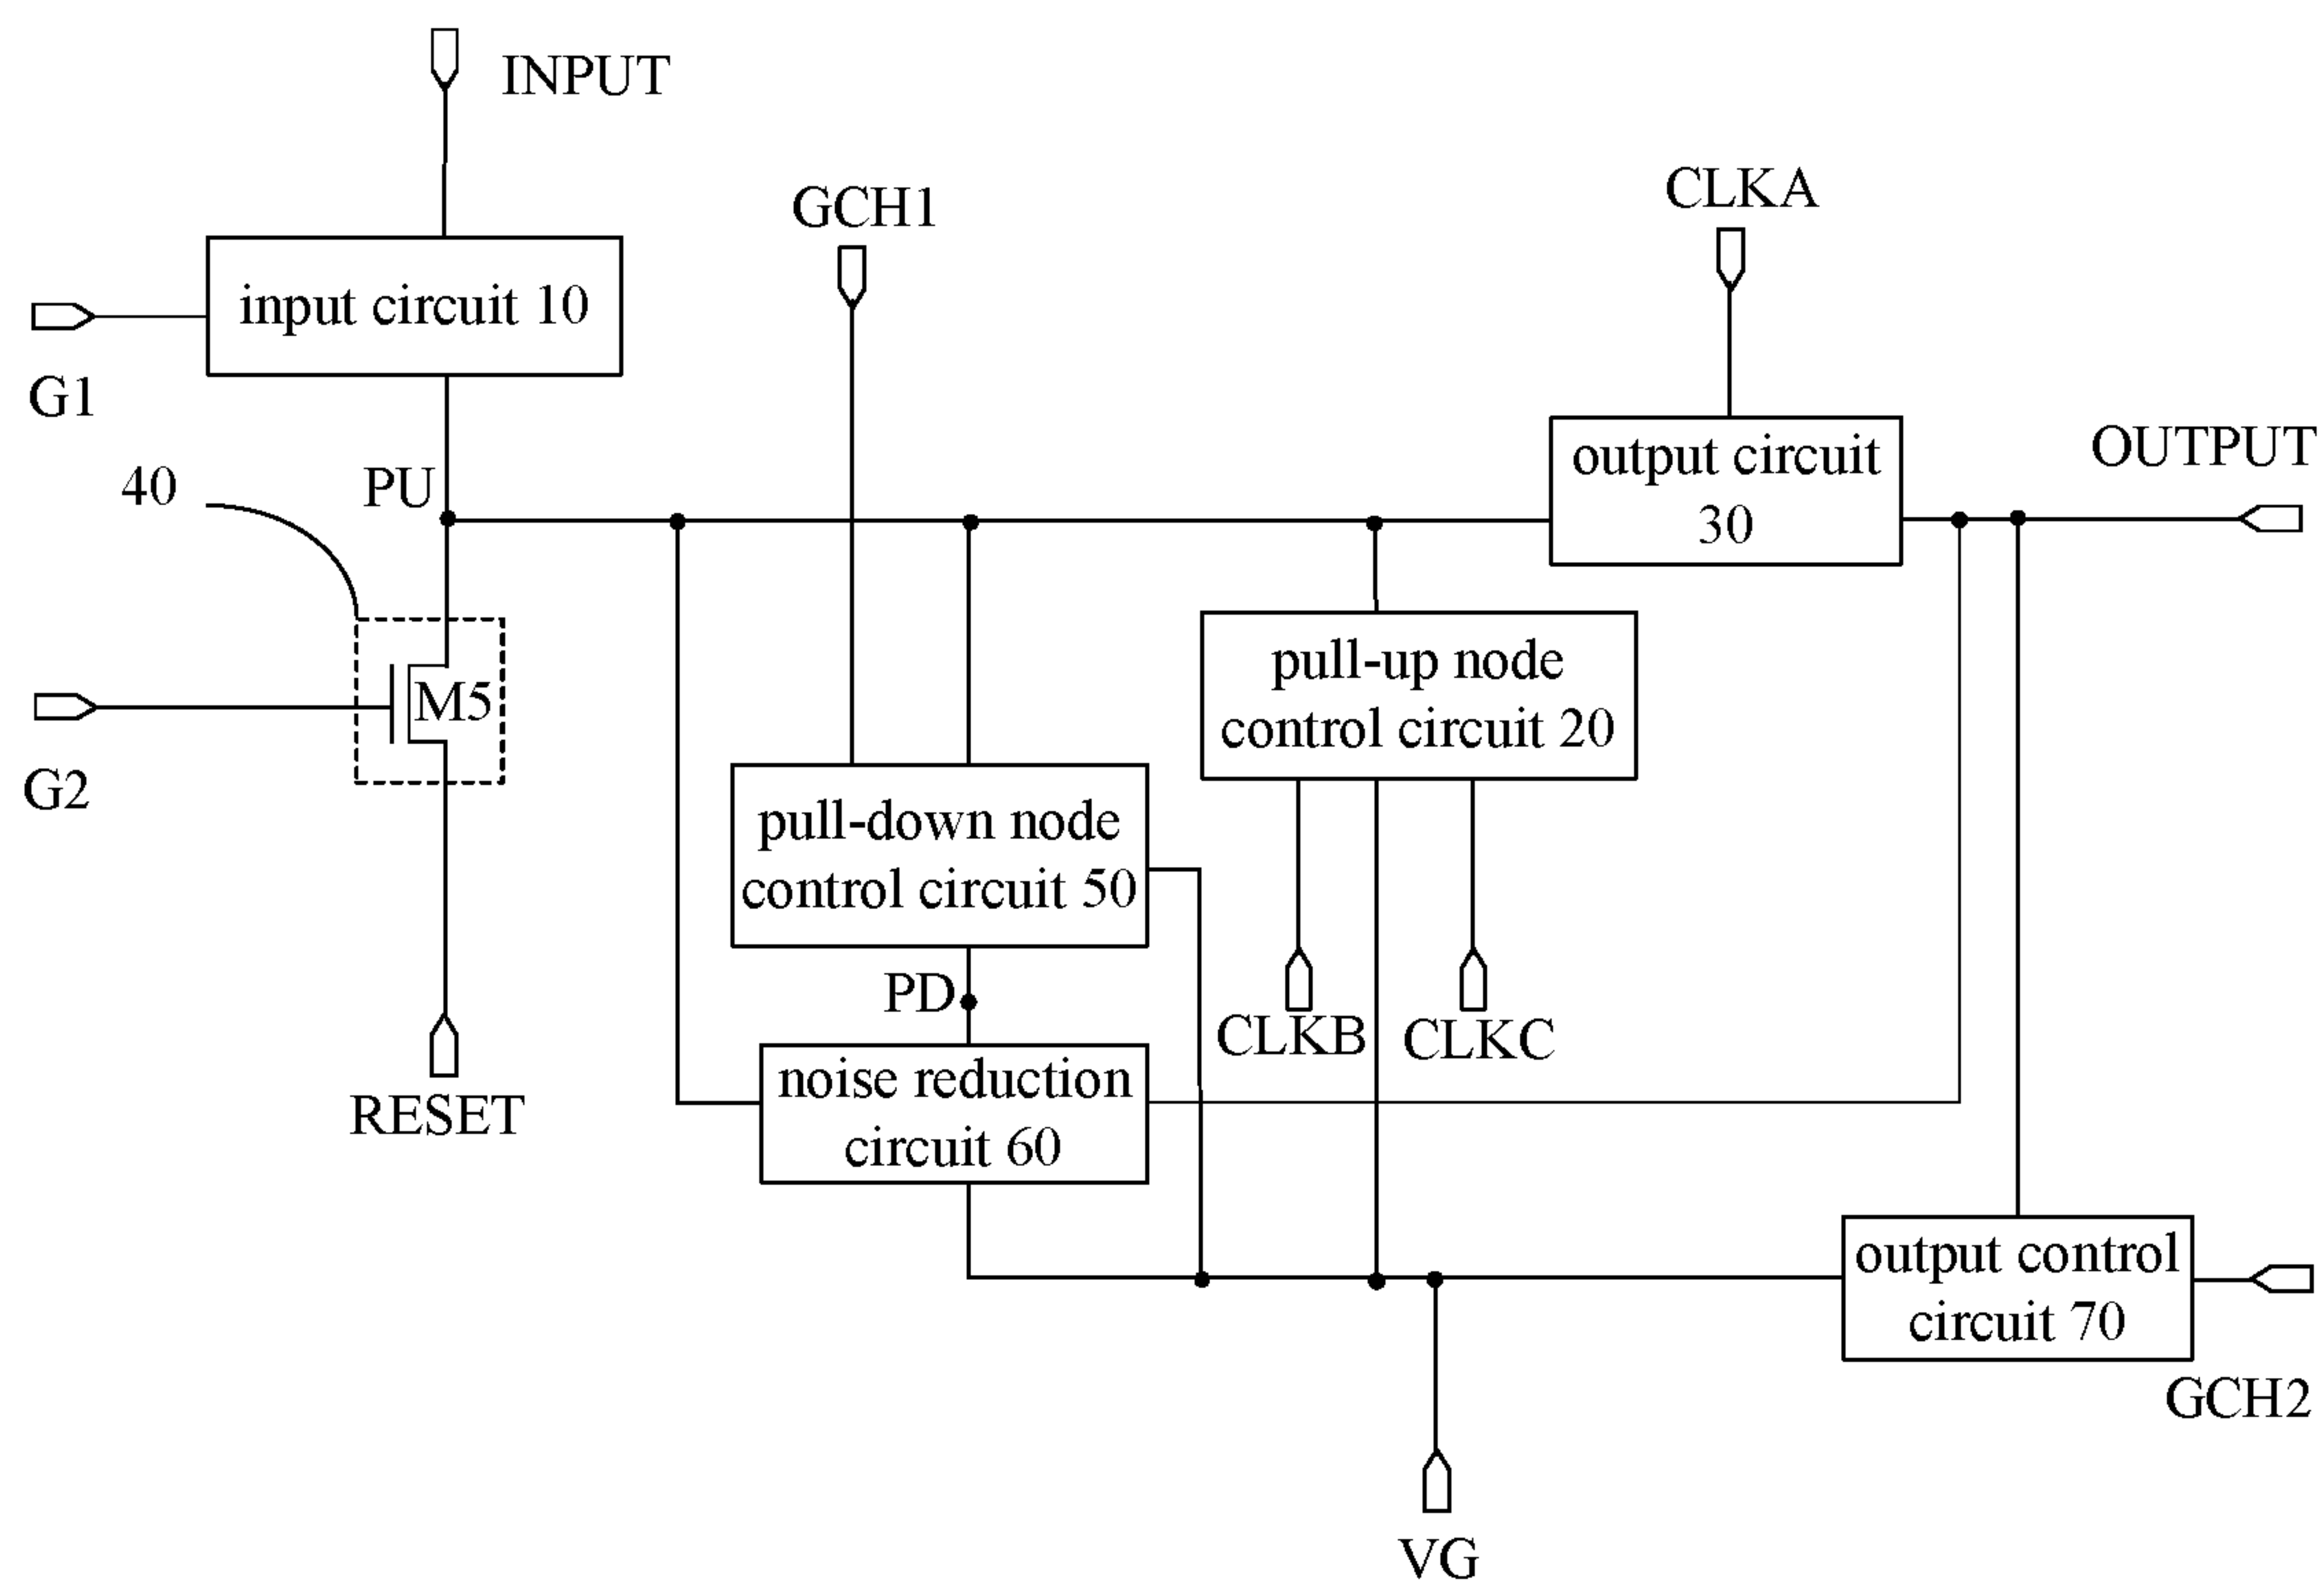 INPUT
GCH1
CLKA
input circuit 10
G1
output circuit
30
OUTPUT
40
PU
pull-up node
control circuit 20
M5
G2
pull-down node
control circuit 50
PD
CLKB
CLKC
noise reduction
circuit 60
RESET
output control
circuit 70
GCH2
VG